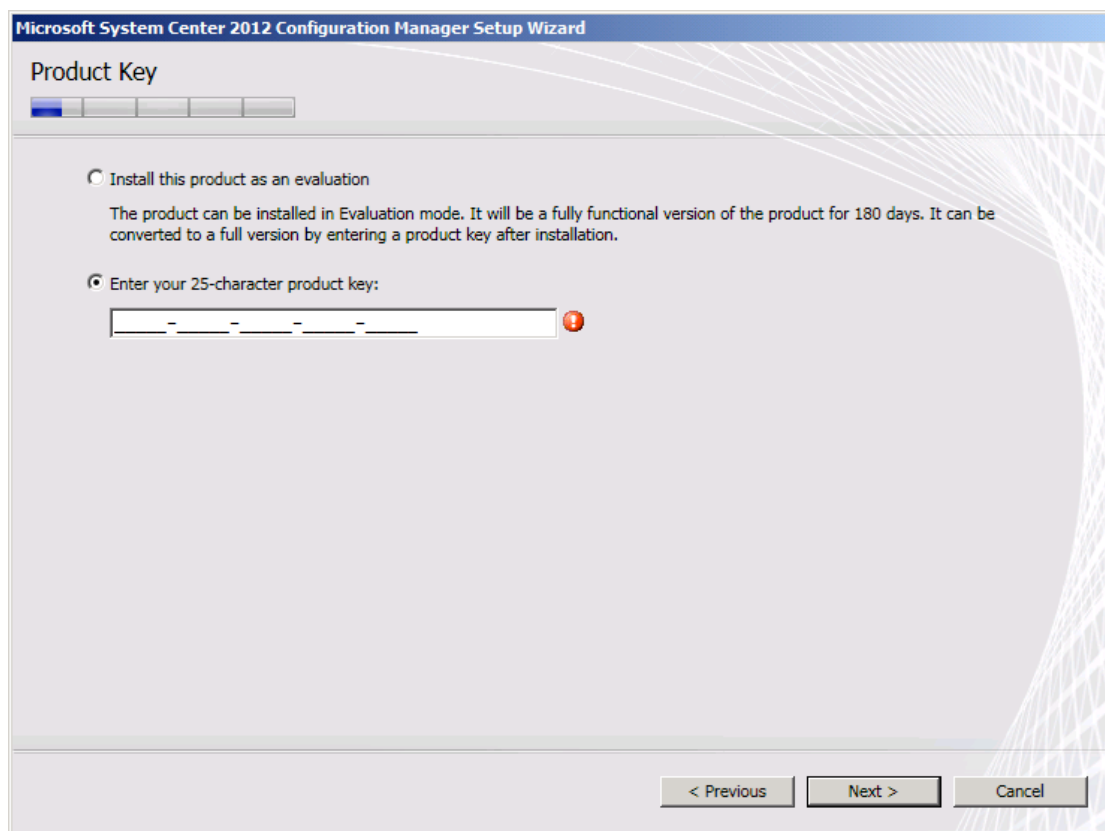 Microsoft System Center 2012 Configuration Manager Setup Wizard
Product Key
Install this product as an evaluation
The product can be installed in Evaluation mode. It will be a fully functional version of the product for 180 days. It can be
converted to a full version by entering a product key after installation.
Enter your 25-character product key:
_____-_____-_____-_____-_____
< Previous
Next >
Cancel